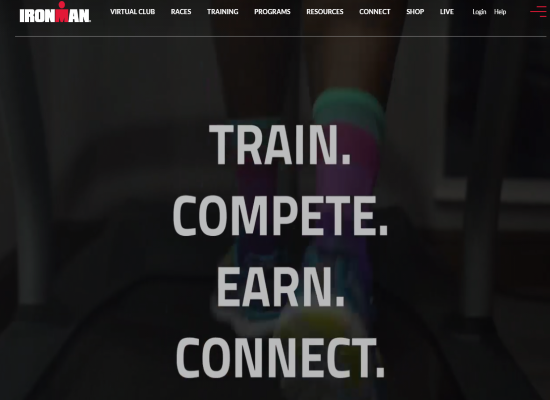 IRONMAN
VIRTUAL CLUB RACES TRAINING PROGRAMS RESOURCES CONNECT SHOP LIVE Login Help
TRAIN.
COMPETE.
EARN.
CONNECT.